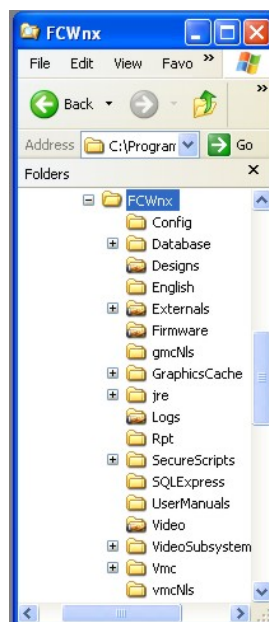 FCWnx
File Edit View Favo »
Back »
Address C:\Program Go
Folders
FCWnx
Config
Database
Designs
English
Externals
Firmware
gmcNls
GraphicsCache
jre
Logs
Rpt
SecureScripts
SQLExpress
UserManuals
Video
VideoSubsystem
Vmc
vmcNls